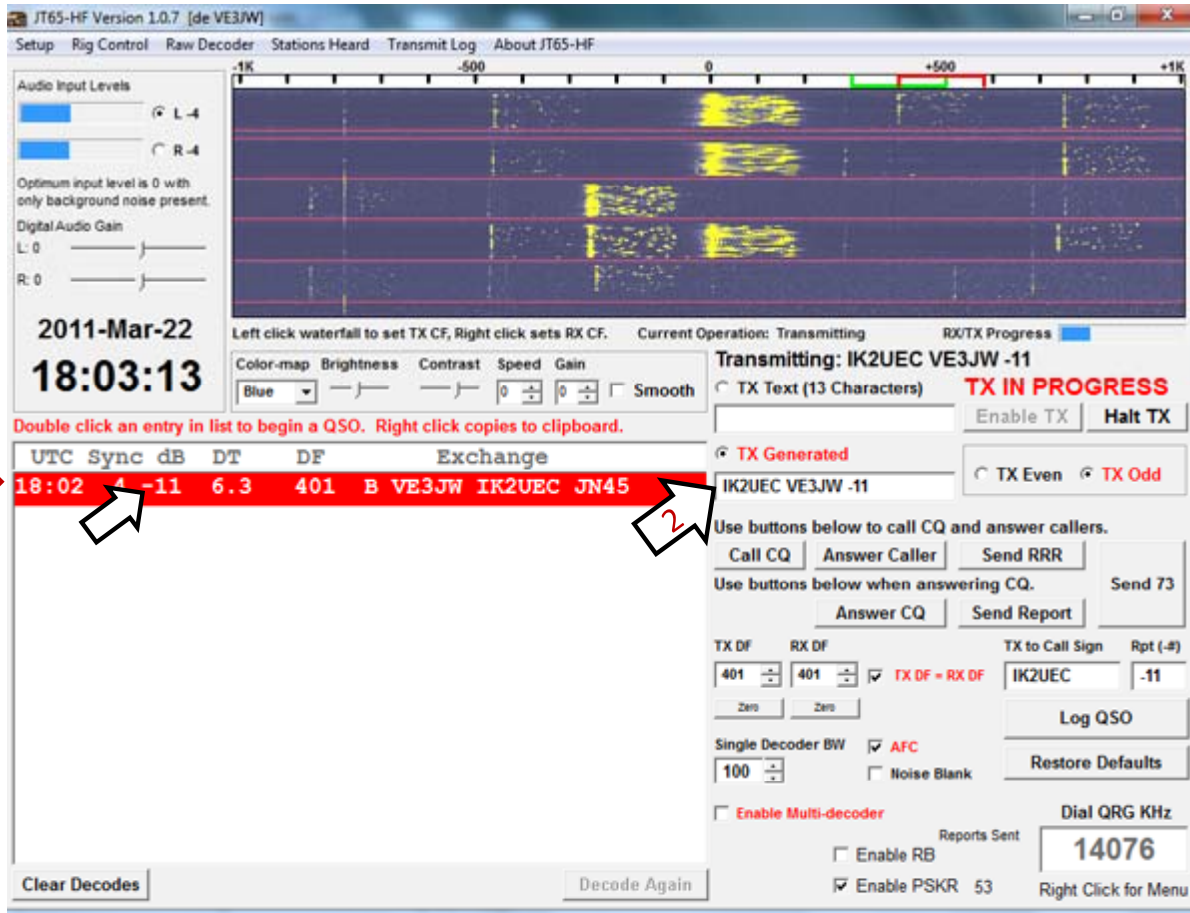 JT65-HF Version 1.0.7 [de VE3JW]
Setup Rig Control Raw Decoder Stations Heard Transmit Log About JT65-HF
-1K -500 0 +500 +1K
Audio Input Levels
L -4
R -4
Optimum input level is 0 with
only background noise present.
Digital Audio Gain
L: 0
R: 0
2011-Mar-22
18:03:13
Left click waterfall to set TX CF, Right click sets RX CF. Current Operation: Transmitting RX/TX Progress
Color-map Brightness Contrast Speed Gain
Blue 0 0 Smooth
Double click an entry in list to begin a QSO. Right click copies to clipboard.
UTC Sync dB DT DF Exchange
18:02 4 -11 6.3 401 B VE3JW IK2UEC JN45
Clear Decodes
Decode Again
Transmitting: IK2UEC VE3JW -11
TX Text (13 Characters) TX IN PROGRESS
Enable TX Halt TX
TX Generated
TX Even TX Odd
2 IK2UEC VE3JW -11
Use buttons below to call CQ and answer callers.
Call CQ Answer Caller Send RRR
Use buttons below when answering CQ. Send 73
Answer CQ Send Report
TX DF RX DF TX to Call Sign Rpt (-#)
401 401 TX DF = RX DF IK2UEC -11
Zero Zero
Log QSO
Single Decoder BW AFC
100 Noise Blank Restore Defaults
Enable Multi-decoder Dial QRG KHz
Reports Sent
Enable RB 14076
Enable PSKR 53 Right Click for Menu